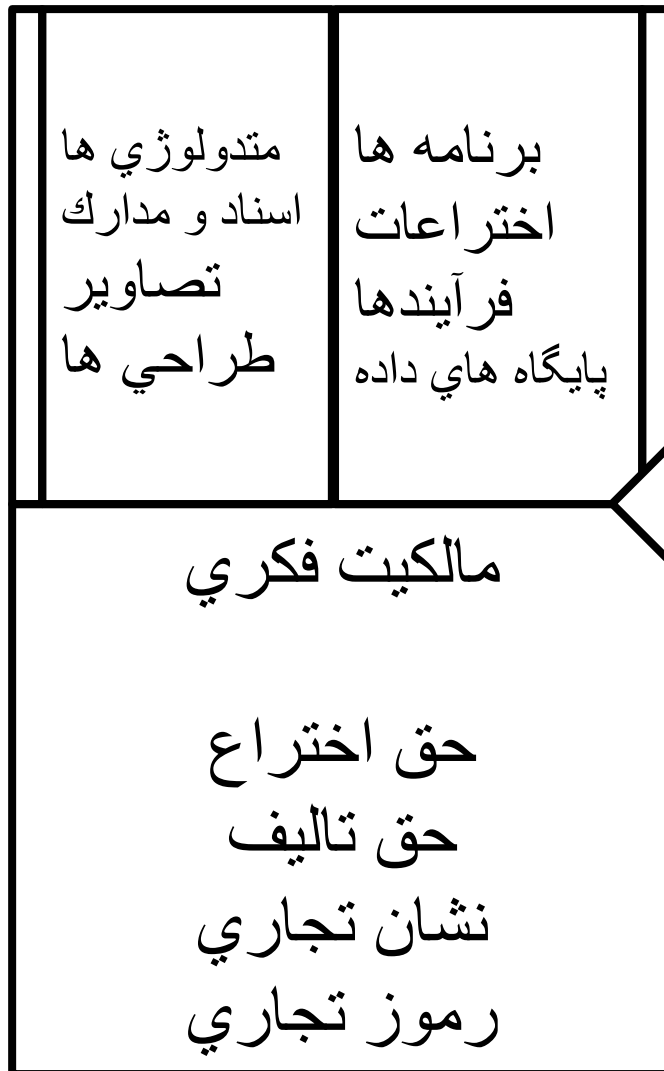 برنامه ها
اختراعات
فرآيندها
پايگاه هاي داده
متدولوژي ها
اسناد و مدارك
تصاوير
طراحي ها
مالكيت فكري
حق اختراع
حق تاليف
نشان تجاري
رموز تجاري